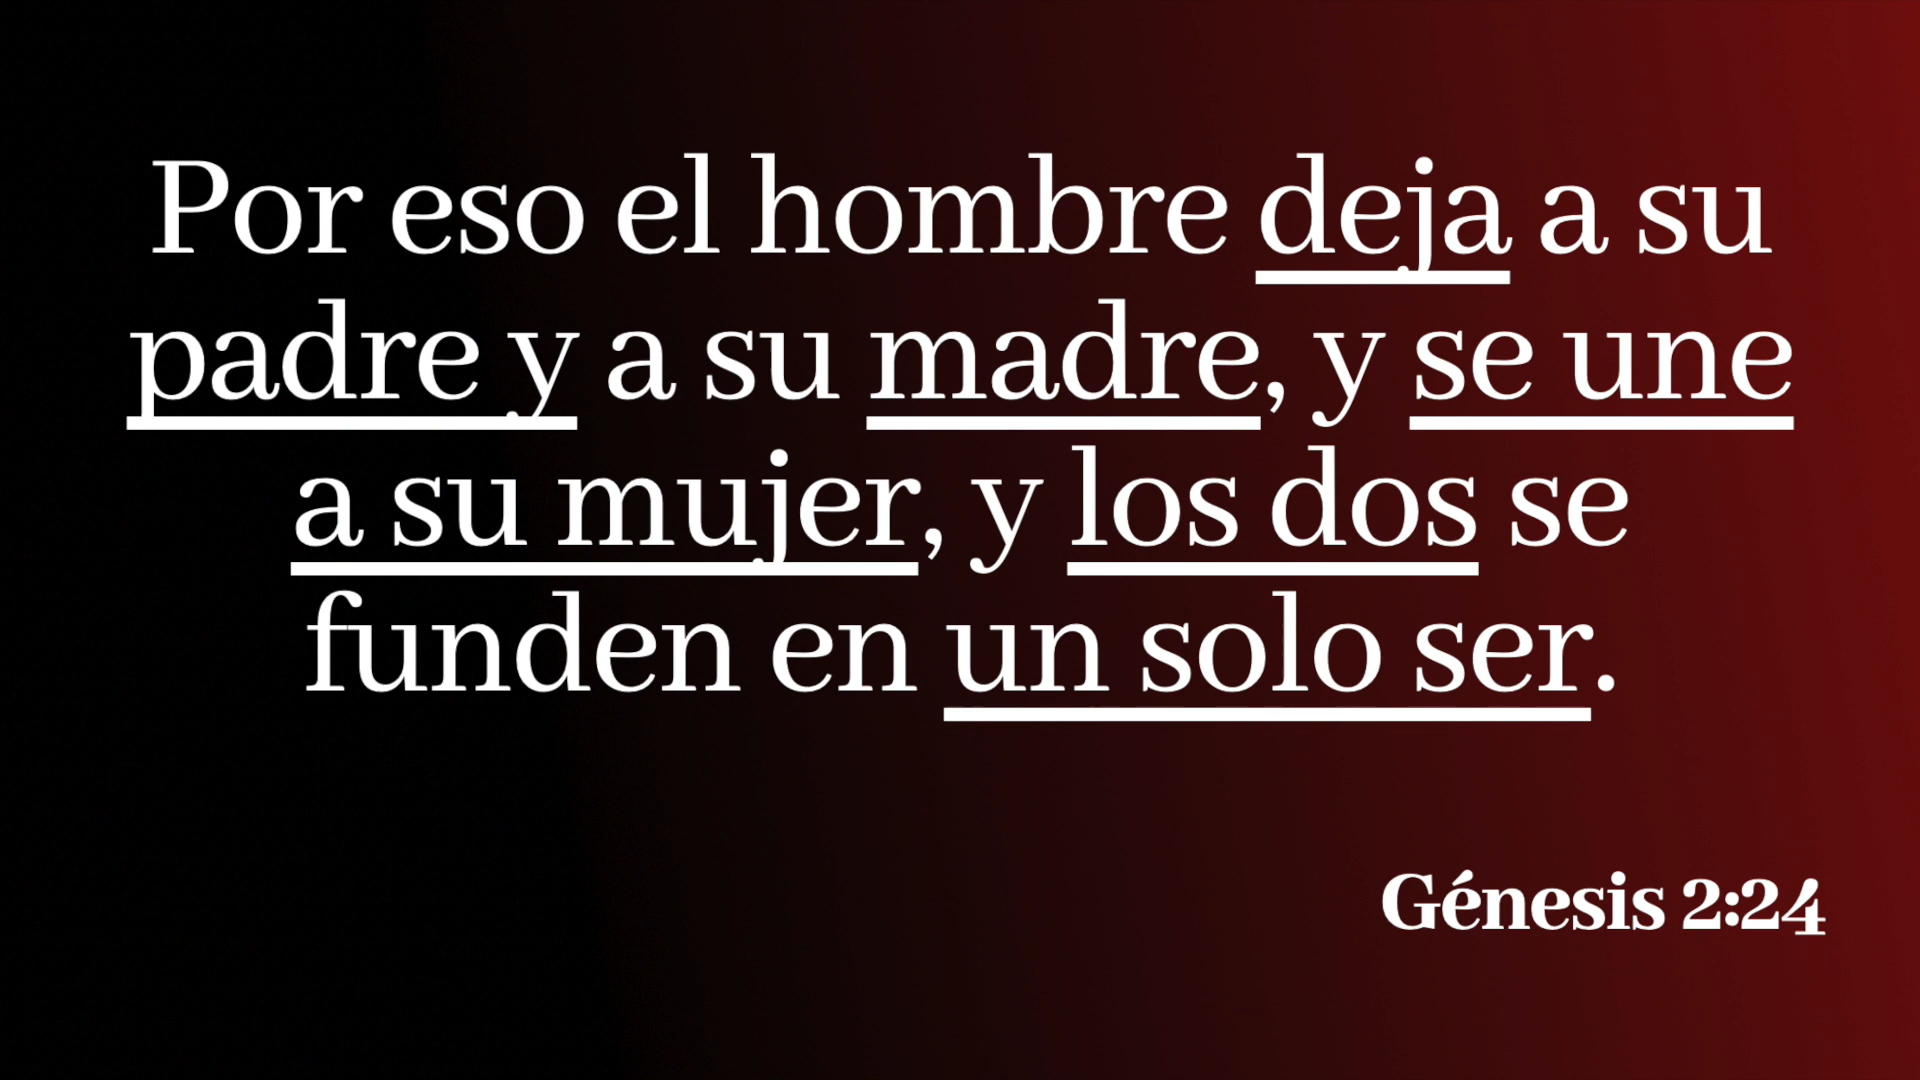 Por eso el hombre deja a su
padre y a su madre, y se une
a su mujer, y los dos se
funden en un solo ser.
Génesis 2:24